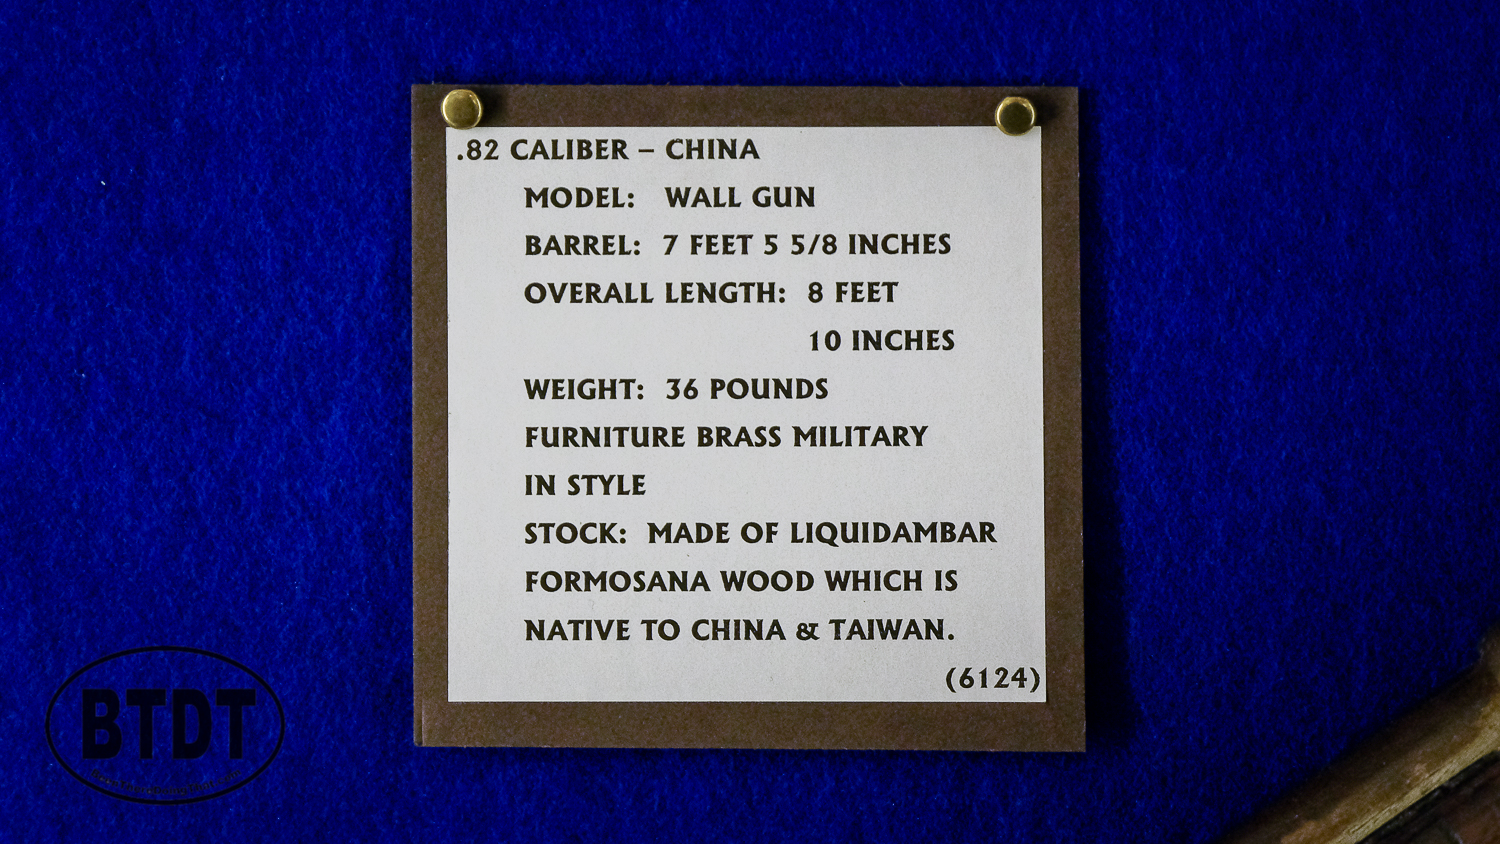 .82 CALIBER – CHINA
MODEL: WALL GUN
BARREL: 7 FEET 5 5/8 INCHES
OVERALL LENGTH: 8 FEET
10 INCHES
WEIGHT: 36 POUNDS
FURNITURE BRASS MILITARY
IN STYLE
STOCK: MADE OF LIQUIDAMBAR
FORMOSANA WOOD WHICH IS
NATIVE TO CHINA & TAIWAN.
(6124)
BTDT